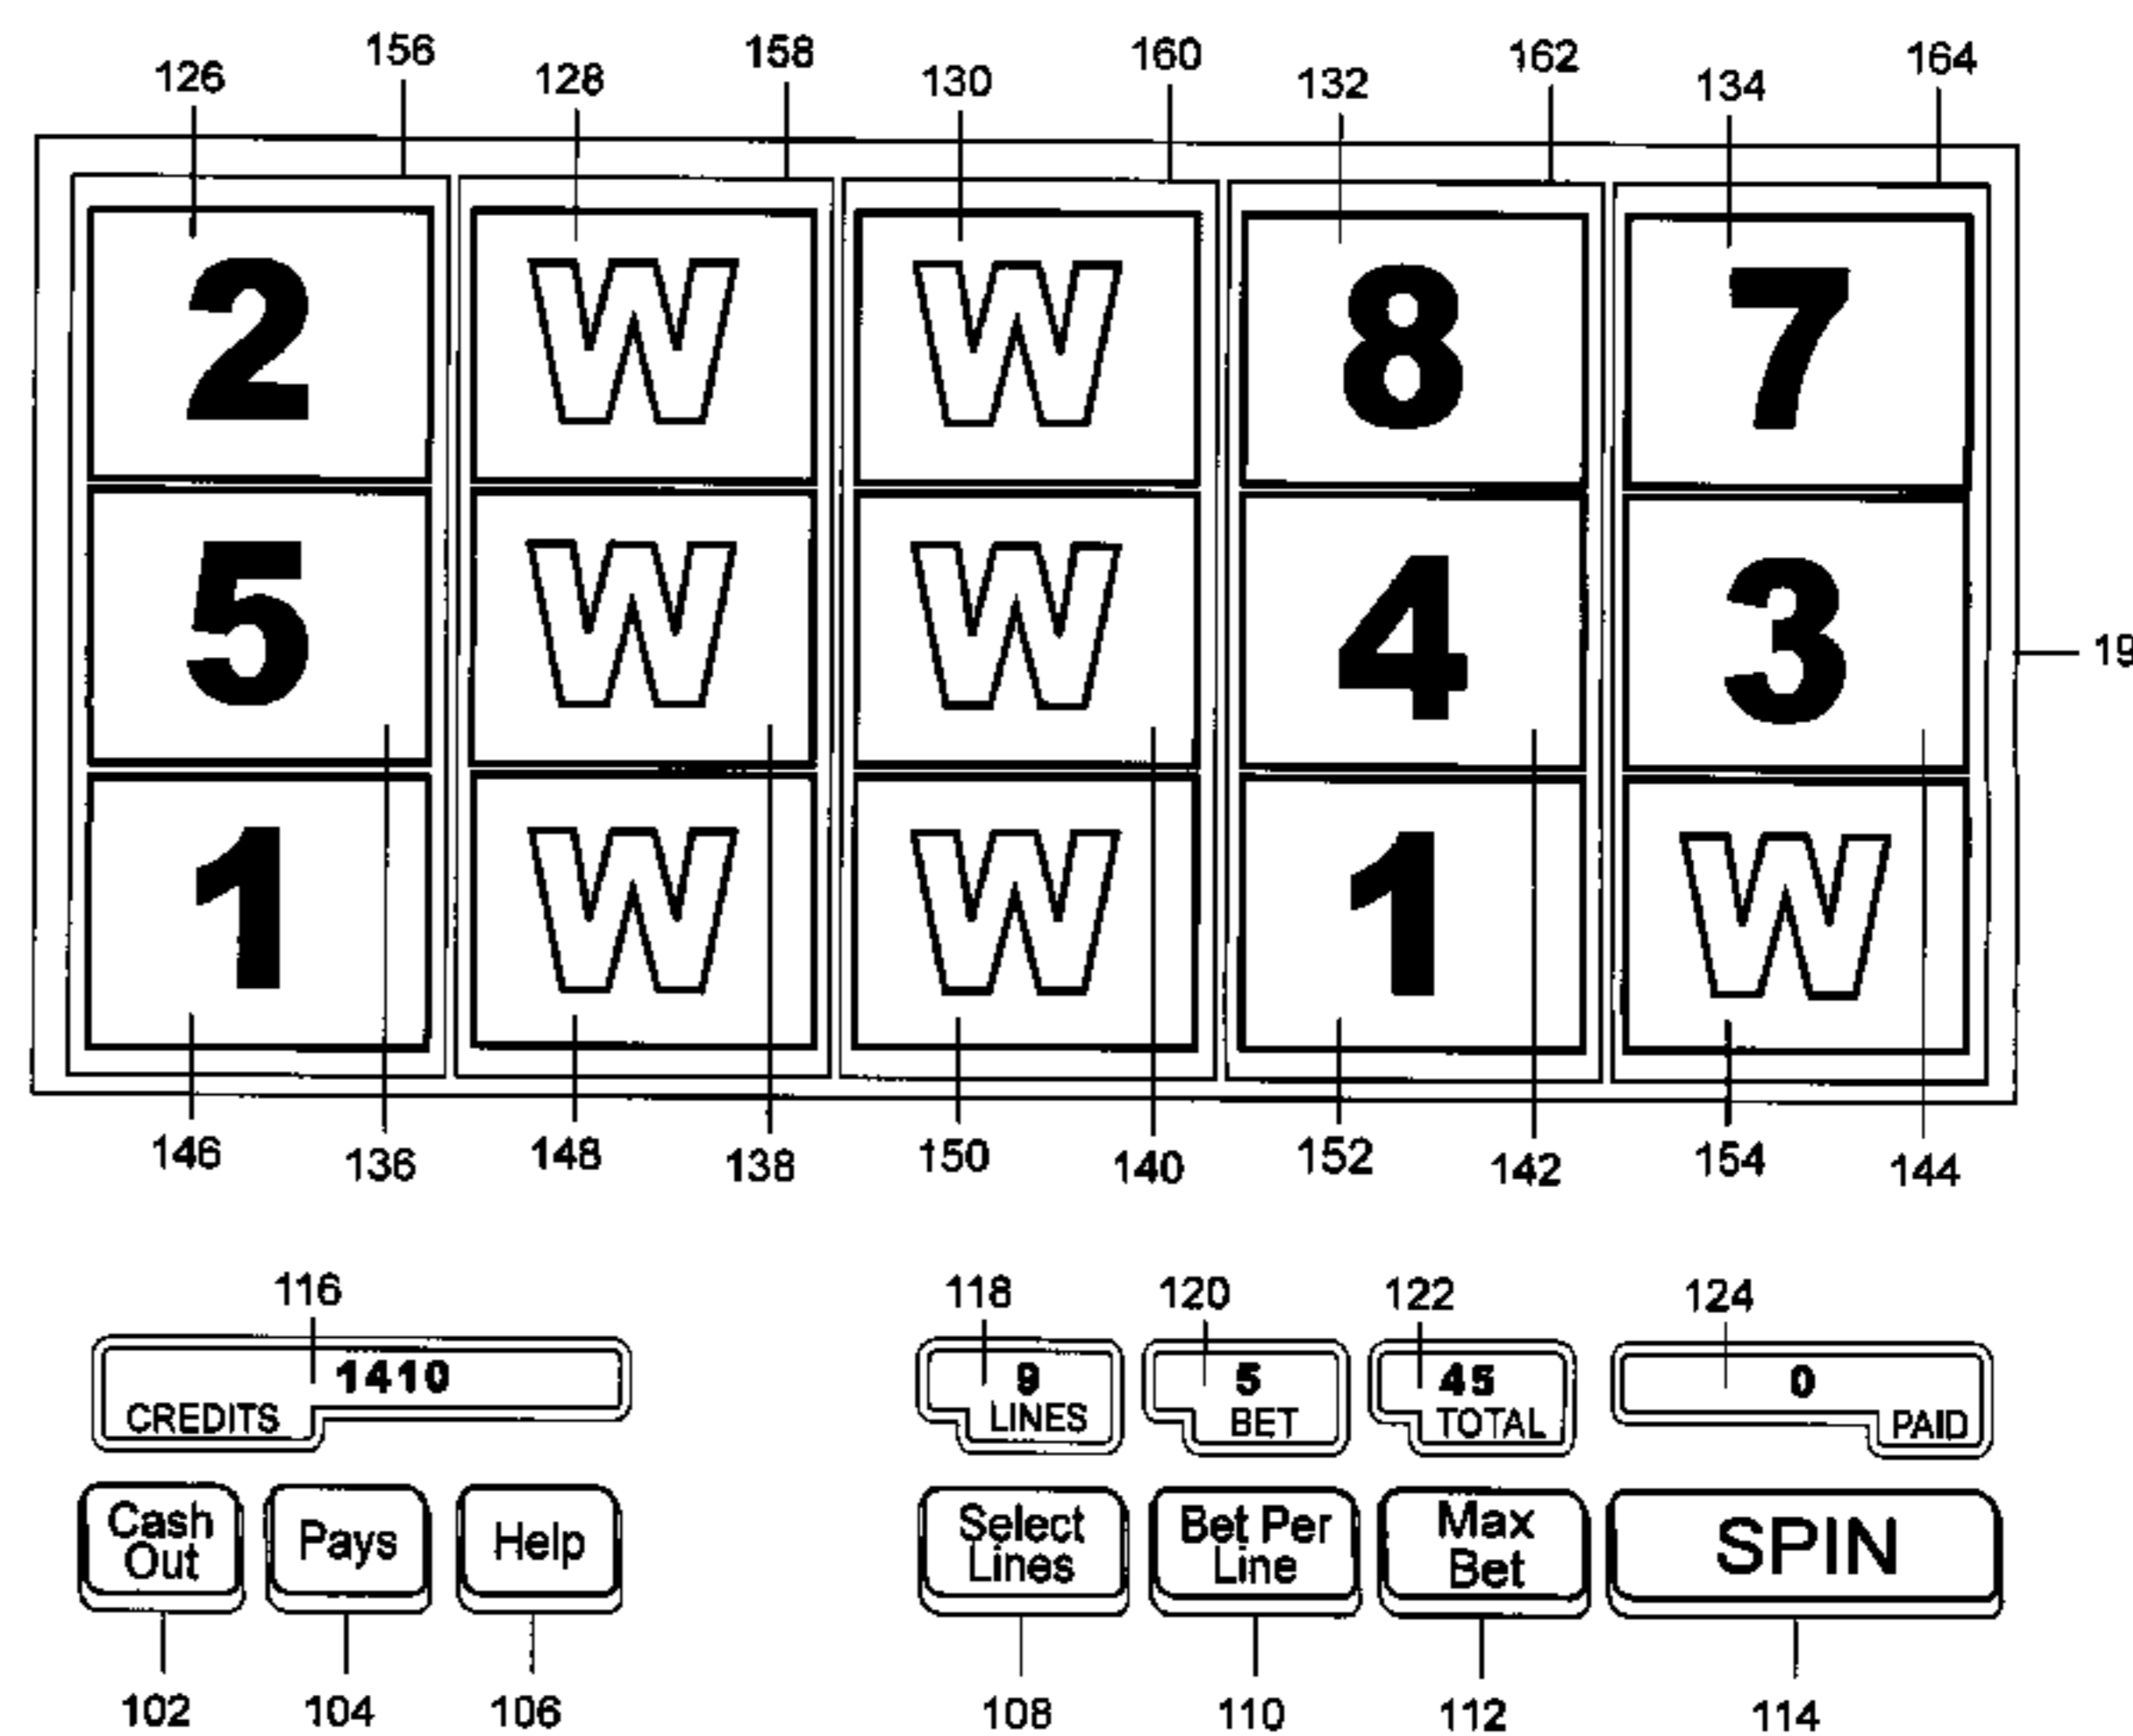 126 156 128 158 130 160 132 162 134 164
2 W W 8 7
5 W W 4 3
19
1 W W 1 W
146 136 148 138 150 140 152 142 154 144
116 118 120 122 124
1410 9 5 45 0
CREDITS LINES BET TOTAL PAID
Cash Out Pays Help Select Lines Bet Per Line Max Bet SPIN
102 104 106 108 110 112 114